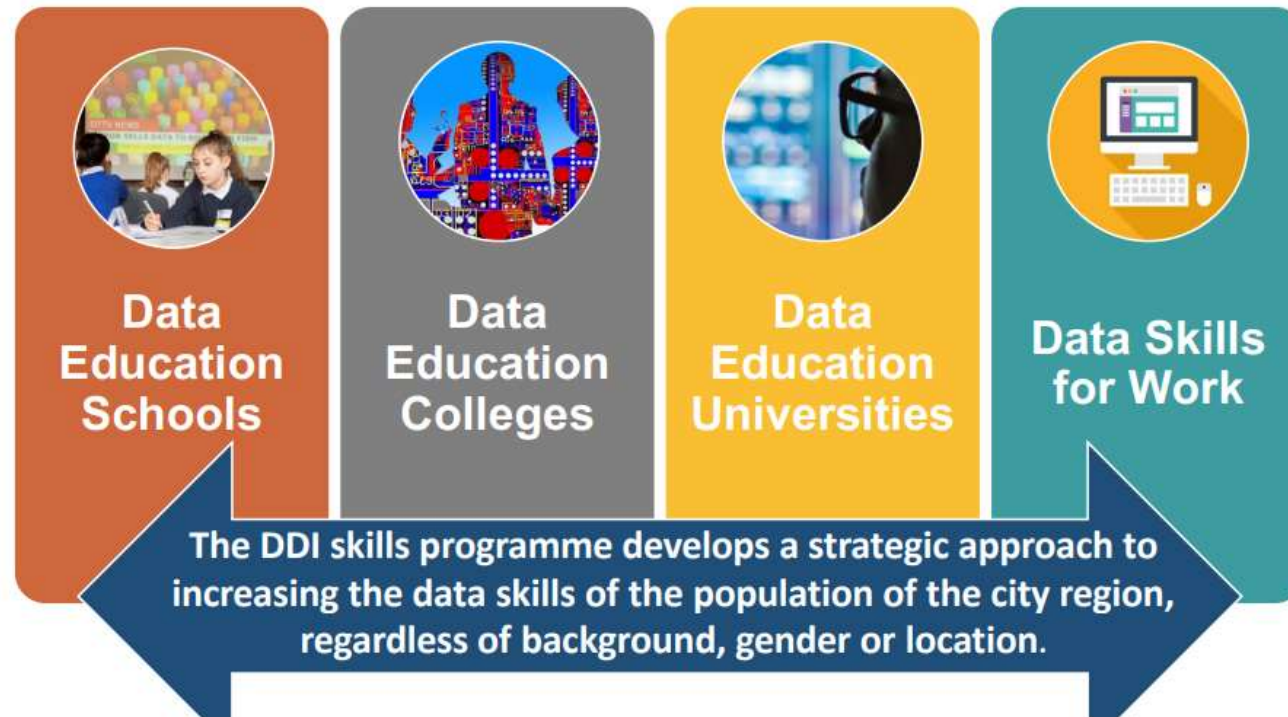 Data
Education
Schools
Data
Education
Colleges
Data
Education
Universities
Data Skills
for Work
The DDI skills programme develops a strategic approach to
increasing the data skills of the population of the city region,
regardless of background, gender or location.